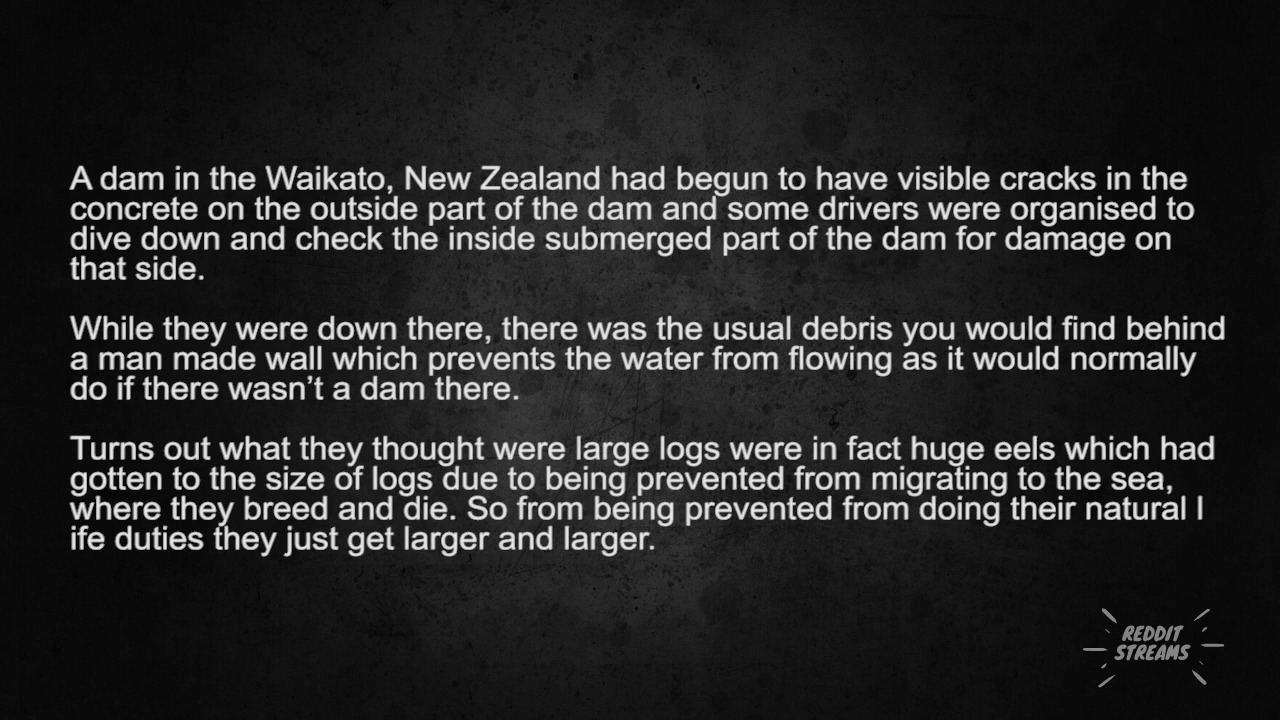 A dam in the Waikato, New Zealand had begun to have visible cracks in the
concrete on the outside part of the dam and some drivers were organised to
dive down and check the inside submerged part of the dam for damage on
that side.
While they were down there, there was the usual debris you would find behind
a man made wall which prevents the water from flowing as it would normally
do if there wasn’t a dam there.
Turns out what they thought were large logs were in fact huge eels which had
gotten to the size of logs due to being prevented from migrating to the sea,
where they breed and die. So from being prevented from doing their natural l
ife duties they just get larger and larger.
REDDIT
STREAMS